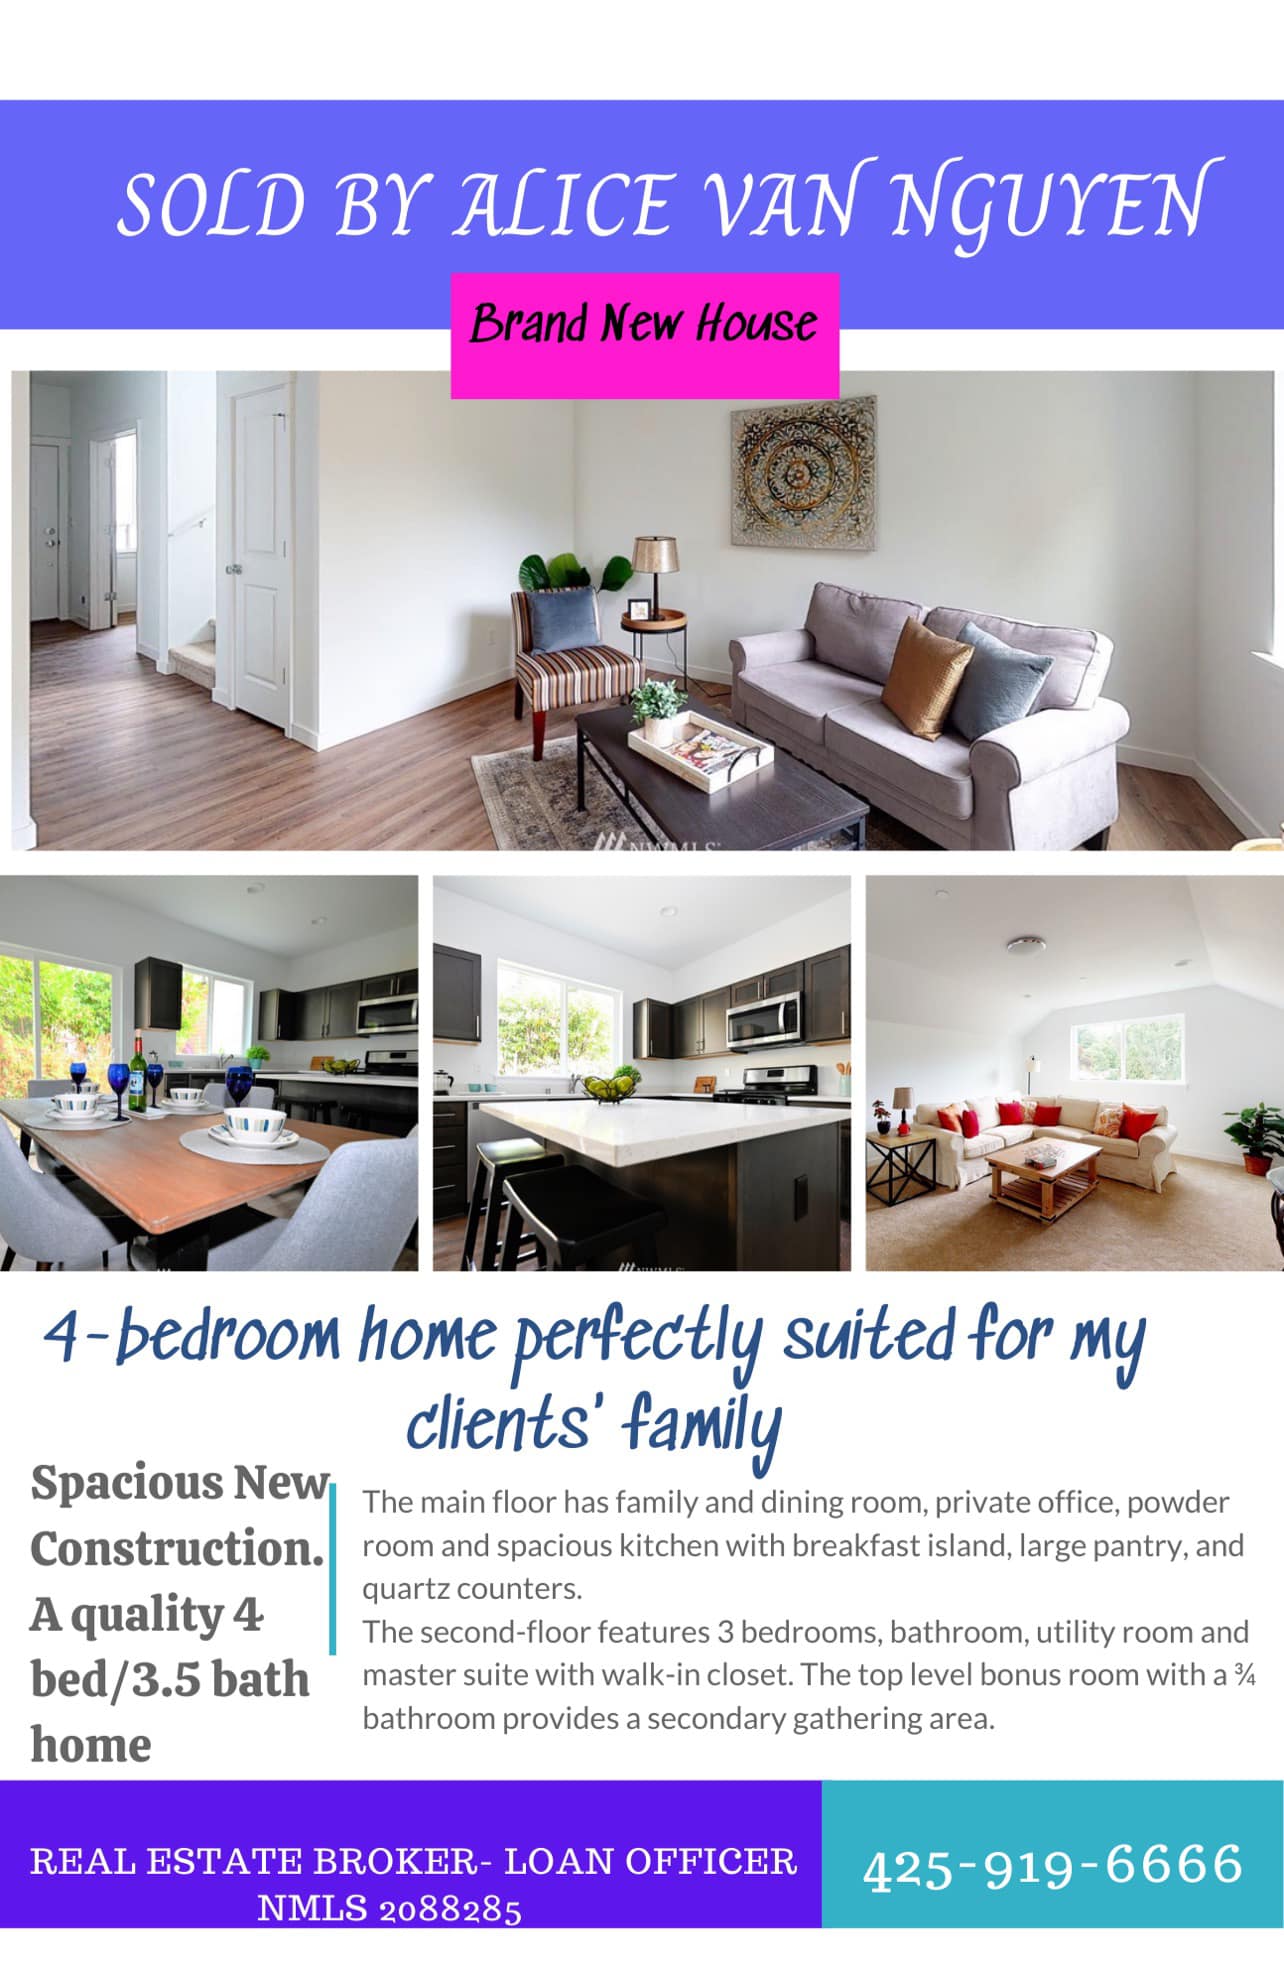 SOLD BY ALICE VAN NGUYEN
Brand New House
NWMLS
NWMLS
4-bedroom home perfectly suited for my
clients' family
Spacious New
Construction.
A quality 4
bed/3.5 bath
home
The main floor has family and dining room, private office, powder
room and spacious kitchen with breakfast island, large pantry, and
quartz counters.
The second-floor features 3 bedrooms, bathroom, utility room and
master suite with walk-in closet. The top level bonus room with a ¾
bathroom provides a secondary gathering area.
REAL ESTATE BROKER- LOAN OFFICER
NMLS 2088285
425-919-6666